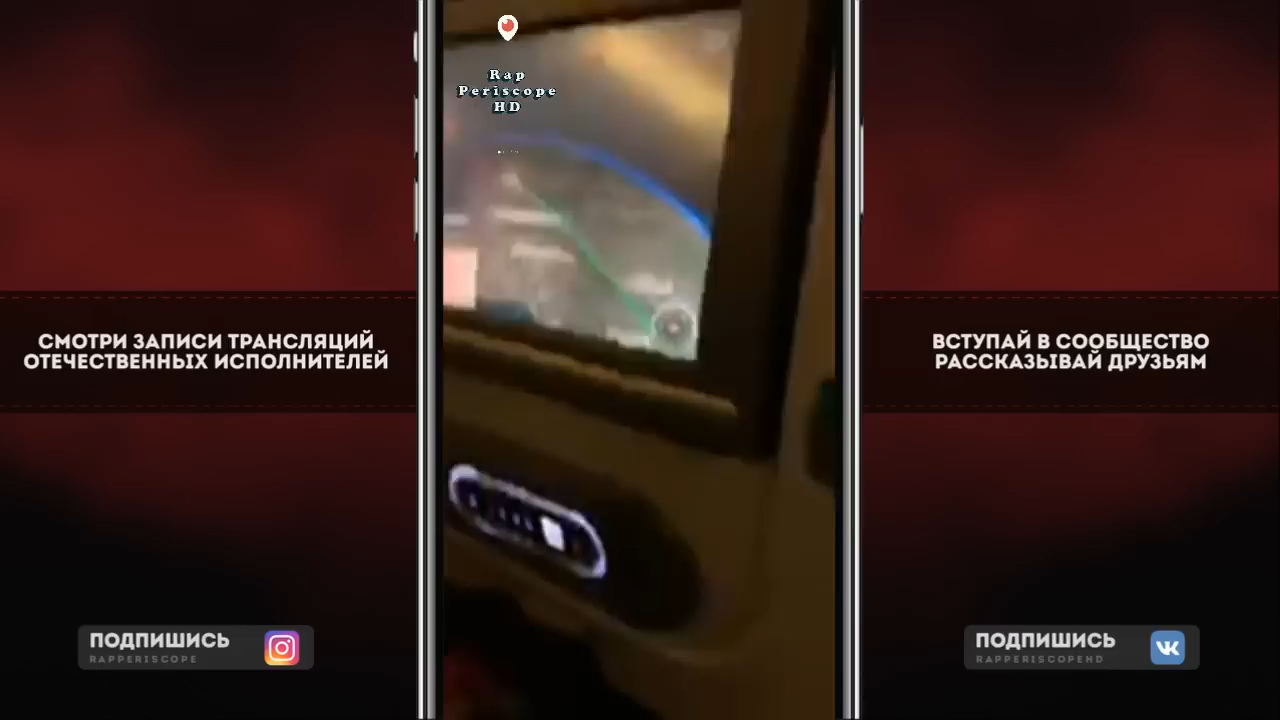 Rap
Periscope
HD
СМОТРИ ЗАПИСИ ТРАНСЛЯЦИЙ
ОТЕЧЕСТВЕННЫХ ИСПОЛНИТЕЛЕЙ
ВСТУПАЙ В СООБЩЕСТВО
РАССКАЗЫВАЙ ДРУЗЬЯМ
ПОДПИШИСЬ
RAPPERISCOPE
ПОДПИШИСЬ
RAPPERISCOPEHD